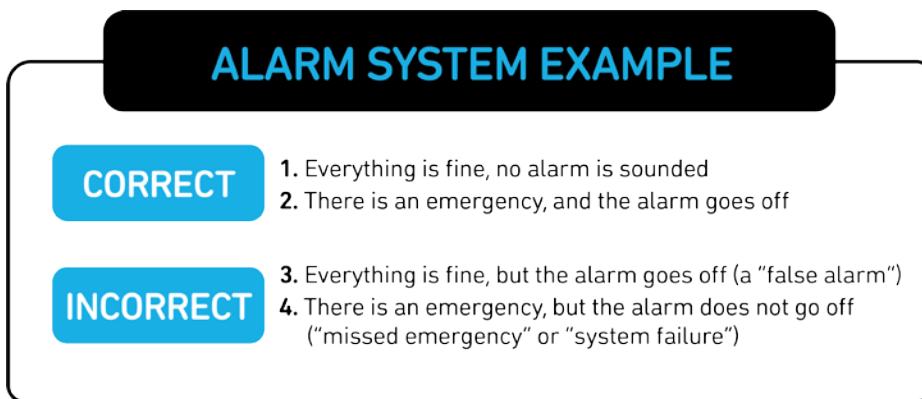 ALARM SYSTEM EXAMPLE
CORRECT
1. Everything is fine, no alarm is sounded
2. There is an emergency, and the alarm goes off
INCORRECT
3. Everything is fine, but the alarm goes off (a “false alarm”)
4. There is an emergency, but the alarm does not go off
(“missed emergency” or “system failure”)